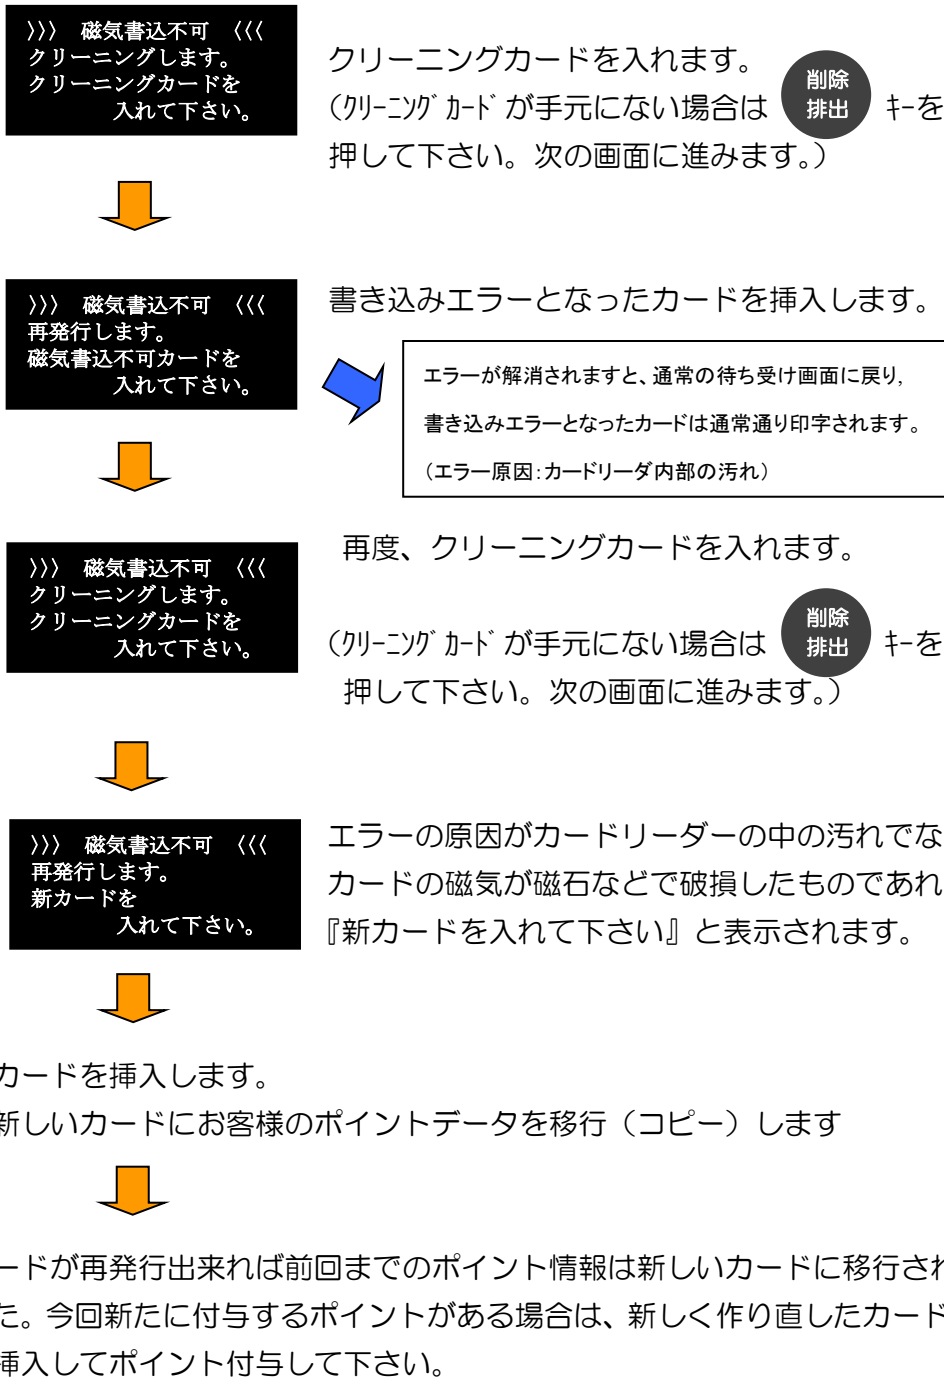 》〉 磁気書込不可 〈《
クリーニングします。
クリーニングカードを
入れて下さい。
クリーニングカードを入れます。
(ｸﾘｰﾆﾝｸﾞｶｰﾄﾞが手元にない場合は 削除 排出 ｷｰを
押して下さい。次の画面に進みます。)
》〉 磁気書込不可 〈《
再発行します。
磁気書込不可カードを
入れて下さい。
書き込みエラーとなったカードを挿入します。
エラーが解消されますと、通常の待ち受け画面に戻り,
書き込みエラーとなったカードは通常通り印字されます。
(エラー原因:カードリーダ内部の汚れ)
再度、クリーニングカードを入れます。
》〉 磁気書込不可 〈《
クリーニングします。
クリーニングカードを
入れて下さい。
(ｸﾘｰﾆﾝｸﾞｶｰﾄﾞが手元にない場合は 削除 排出 ｷｰを
押して下さい。次の画面に進みます。)
》〉 磁気書込不可 〈《
再発行します。
新カードを
入れて下さい。
エラーの原因がカードリーダーの中の汚れでな
カードの磁気が磁石などで破損したものであれ
『新カードを入れて下さい』と表示されます。
カードを挿入します。
新しいカードにお客様のポイントデータを移行（コピー）します
ードが再発行出来れば前回までのポイント情報は新しいカードに移行され
た。今回新たに付与するポイントがある場合は、新しく作り直したカード
挿入してポイント付与して下さい。